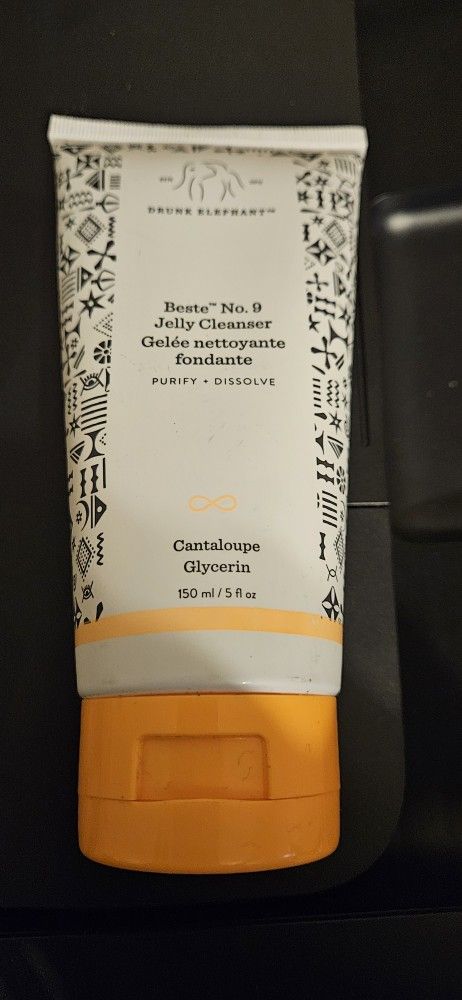 DRUNK ELEPHANT™
Beste™ No. 9
Jelly Cleanser
Gelée nettoyante
fondante
PURIFY + DISSOLVE
Cantaloupe
Glycerin
150 ml / 5 fl oz